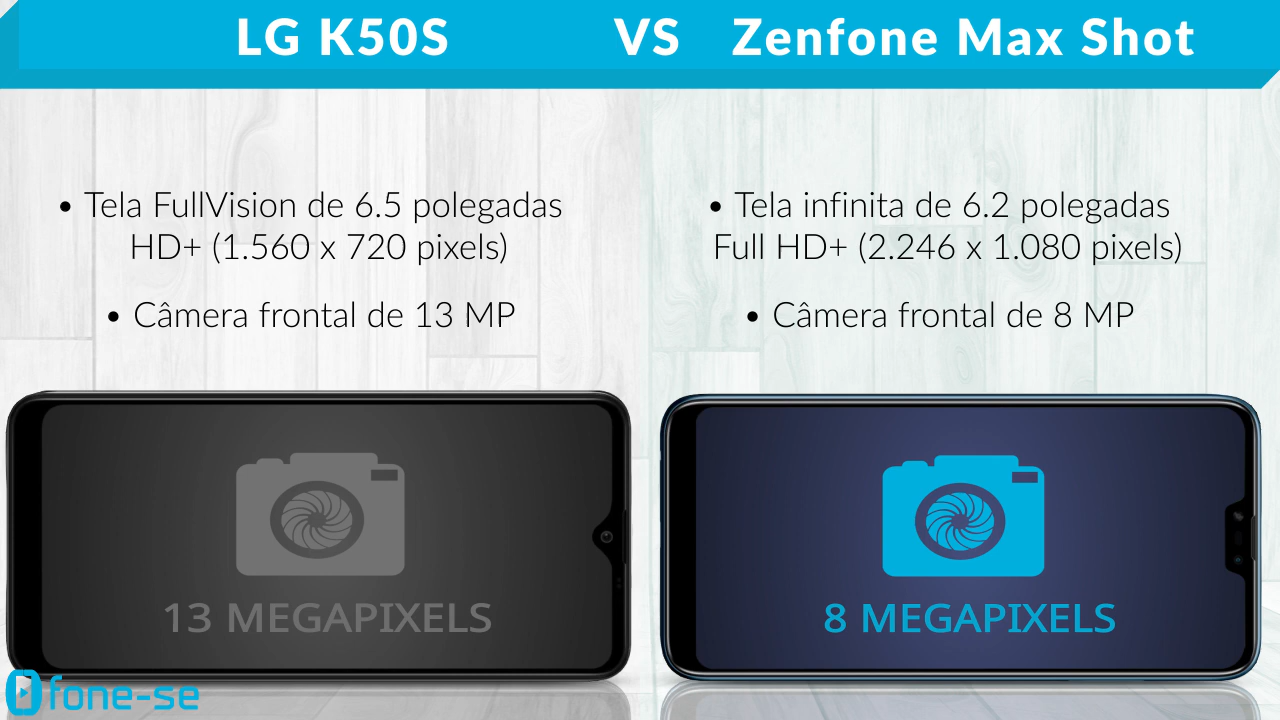 LG K50S VS Zenfone Max Shot
• Tela FullVision de 6.5 polegadas
HD+ (1.560 x 720 pixels)
• Câmera frontal de 13 MP
• Tela infinita de 6.2 polegadas
Full HD+ (2.246 x 1.080 pixels)
• Câmera frontal de 8 MP
13 MEGAPIXELS
8 MEGAPIXELS
fone-se